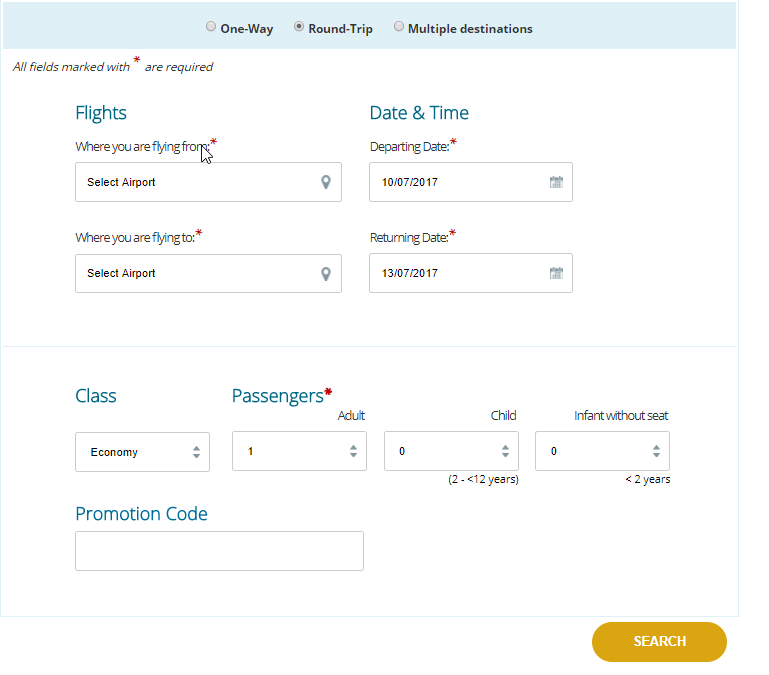 One-Way Round-Trip Multiple destinations
All fields marked with * are required
Flights
Date & Time
Where you are flying from:*
Departing Date:*
Select Airport
10/07/2017
Where you are flying to:*
Returning Date:*
Select Airport
13/07/2017
Class
Passengers*
Adult
Child
Infant without seat
Economy
1
0
0
(2 - <12 years)
< 2 years
Promotion Code
SEARCH